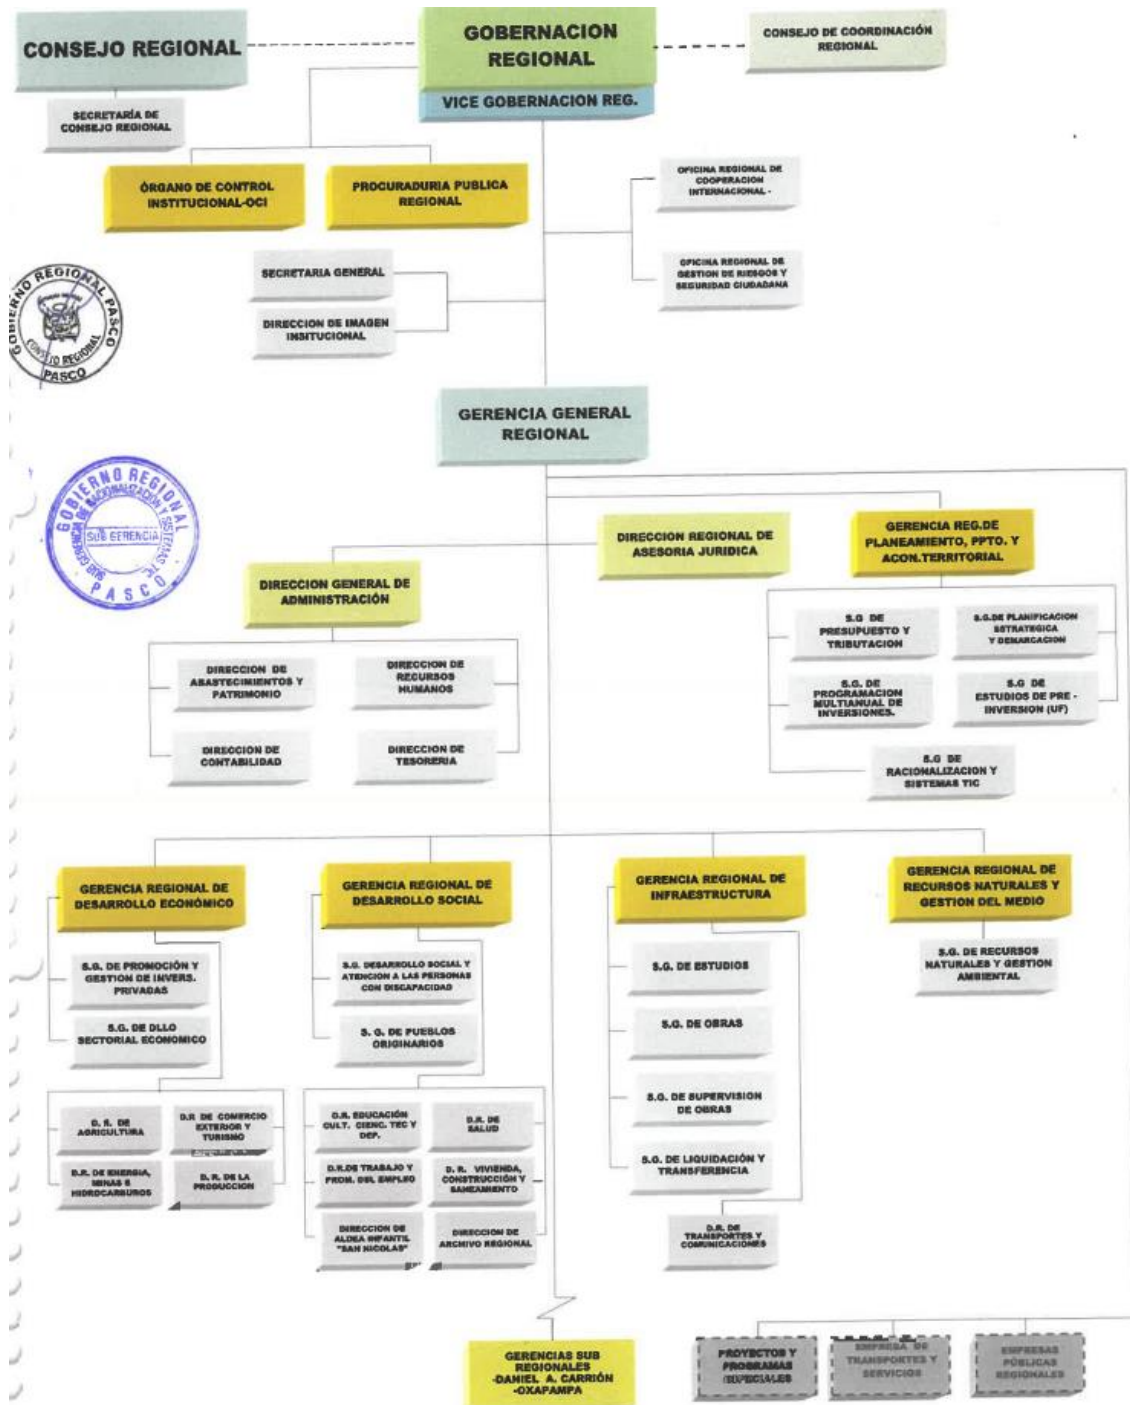 CONSEJO REGIONAL
GOBERNACION
REGIONAL
CONSEJO DE COORDINACIÓN
REGIONAL
VICE GOBERNACION REG.
SECRETARÍA DE
CONSEJO REGIONAL
ÓRGANO DE CONTROL
INSTITUCIONAL-OCI
PROCURADURIA PUBLICA
REGIONAL
OFICINA REGIONAL DE
COOPERACION
INTERNACIONAL -
SECRETARIA GENERAL
OFICINA REGIONAL DE
GESTION DE RIESGOS Y
SEGURIDAD CIUDADANA
DIRECCION DE IMAGEN
INSITUCIONAL
GOBIERNO REGIONAL PASCO
CONSEJO REGIONAL
PASCO
GERENCIA GENERAL
REGIONAL
GOBIERNO REGIONAL
SUB GERENCIA DE RACIONALIZACIÓN Y SISTEMAS TIC
SUB GERENCIA
PASCO
DIRECCION REGIONAL DE
ASESORIA JURIDICA
GERENCIA REG.DE
PLANEAMIENTO, PPTO. Y
ACON.TERRITORIAL
DIRECCION GENERAL DE
ADMINISTRACIÓN
S.G DE
PRESUPUESTO Y
TRIBUTACION
S.G.DE PLANIFICACION
ESTRATEGICA
Y DEMARCACION
DIRECCION DE
ABASTECIMIENTOS Y
PATRIMONIO
DIRECCION DE
RECURSOS
HUMANOS
S.G. DE
PROGRAMACION
MULTIANUAL DE
INVERSIONES.
S.G DE
ESTUDIOS DE PRE -
INVERSION (UF)
DIRECCION DE
CONTABILIDAD
DIRECCION DE
TESORERIA
S.G DE
RACIONALIZACION Y
SISTEMAS TIC
GERENCIA REGIONAL DE
DESARROLLO ECONÓMICO
GERENCIA REGIONAL DE
DESARROLLO SOCIAL
GERENCIA REGIONAL DE
INFRAESTRUCTURA
GERENCIA REGIONAL DE
RECURSOS NATURALES Y
GESTION DEL MEDIO
S.G. DE PROMOCIÓN Y
GESTION DE INVERS.
PRIVADAS
S.G. DESARROLLO SOCIAL Y
ATENCION A LAS PERSONAS
CON DISCAPACIDAD
S.G. DE ESTUDIOS
S.G. DE RECURSOS
NATURALES Y GESTION
AMBIENTAL
S.G. DE DLLO
SECTORIAL ECONOMICO
S. G. DE PUEBLOS
ORIGINARIOS
S.G. DE OBRAS
S.G. DE SUPERVISION
DE OBRAS
D. R. DE
AGRICULTURA
D.R DE COMERCIO
EXTERIOR Y
TURISMO
D.R. EDUCACIÓN
CULT. CIENC. TEC Y
DEP.
D.R. DE
SALUD
S.G. DE LIQUIDACIÓN Y
TRANSFERENCIA
D.R. DE ENERGIA,
MINAS E
HIDROCARBUROS
D.R. DE LA
PRODUCCION
D.R.DE TRABAJO Y
PROM. DEL EMPLEO
D. R. VIVIENDA,
CONSTRUCCIÓN Y
SANEAMIENTO
DIRECCION DE
ALDEA INFANTIL
"SAN NICOLAS"
DIRECCION DE
ARCHIVO REGIONAL
D.R. DE
TRANSPORTES Y
COMUNICACIONES
GERENCIAS SUB
REGIONALES
-DANIEL A. CARRIÓN
-OXAPAMPA
PROYECTOS Y
PROGRAMAS
ESPECIALES
EMPRESA DE
TRANSPORTES Y
SERVICIOS
EMPRESAS
PÚBLICAS
REGIONALES